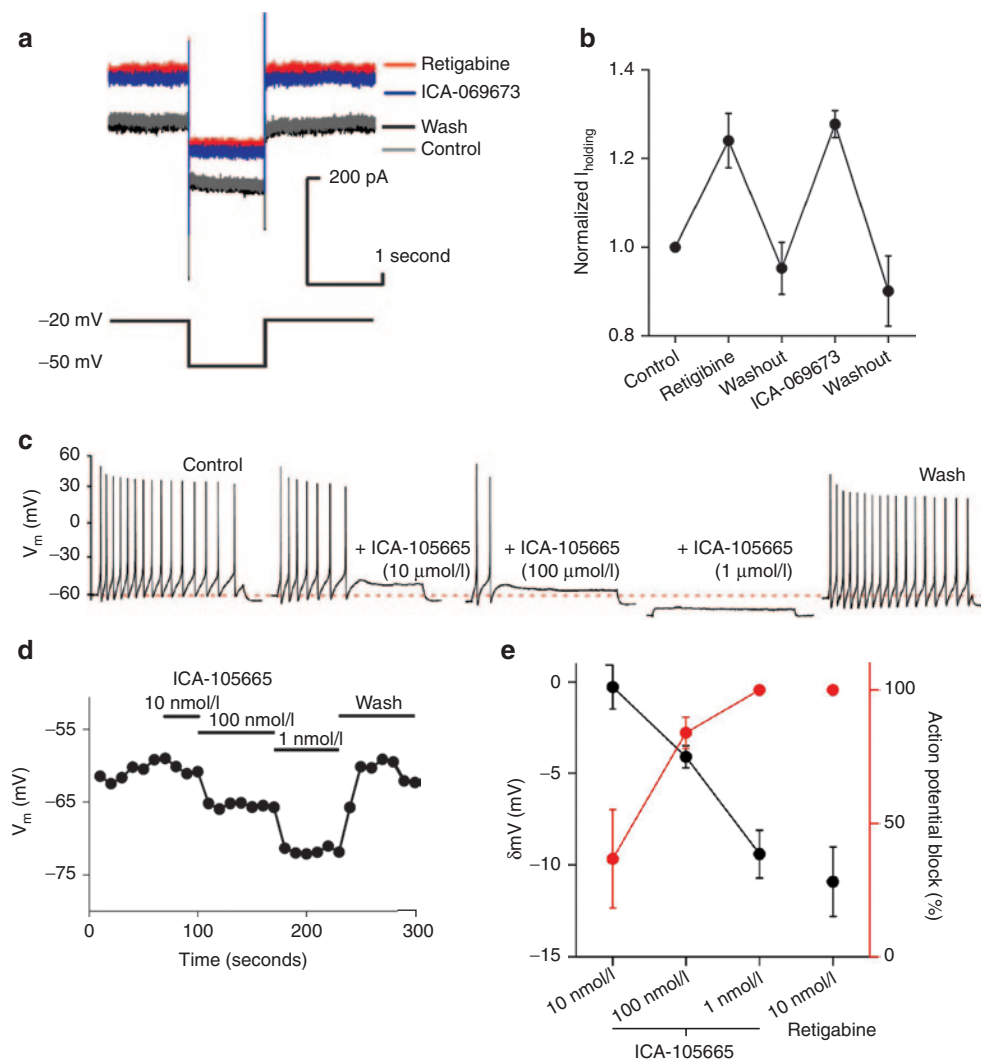 a
Retigabine
ICA-069673
Wash
Control
200 pA
1 second
−20 mV
−50 mV
b
1.4
1.2
1.0
0.8
Normalized Iholding
Control
Retigibine
Washout
ICA-069673
Washout
c
60
30
0
−30
−60
Vm (mV)
Control
+ ICA-105665
(10 µmol/l)
+ ICA-105665
(100 µmol/l)
+ ICA-105665
(1 µmol/l)
Wash
d
ICA-105665
10 nmol/l
100 nmol/l
1 nmol/l
Wash
−55
−65
−75
Vm (mV)
0
100
200
300
Time (seconds)
e
0
−5
−10
−15
δmV (mV)
100
50
0
Action potential block (%)
10 nmol/l
100 nmol/l
1 nmol/l
10 nmol/l
ICA-105665
Retigabine